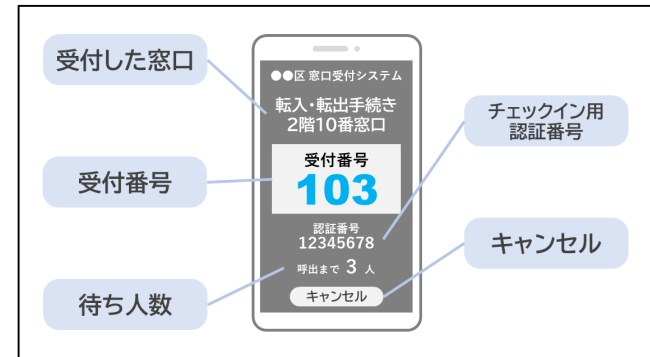 受付した窓口
受付番号
待ち人数
●●区 窓口受付システム
転入・転出手続き
2階10番窓口
受付番号
103
認証番号
12345678
呼出まで 3 人
キャンセル
チェックイン用
認証番号
キャンセル